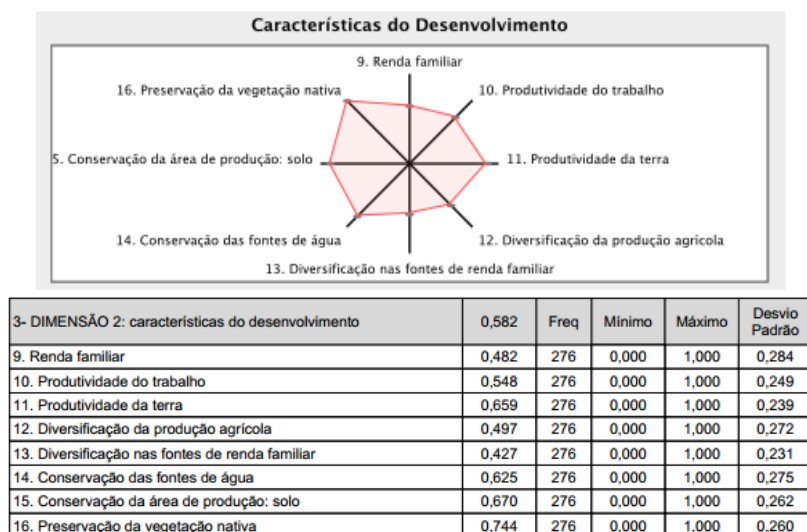 Características do Desenvolvimento
9. Renda familiar
16. Preservação da vegetação nativa
10. Produtividade do trabalho
5. Conservação da área de produção: solo
11. Produtividade da terra
14. Conservação das fontes de água
12. Diversificação da produção agrícola
13. Diversificação nas fontes de renda familiar
3- DIMENSÃO 2: características do desenvolvimento 0,582 Freq Mínimo Máximo Desvio Padrão
9. Renda familiar 0,482 276 0,000 1,000 0,284
10. Produtividade do trabalho 0,548 276 0,000 1,000 0,249
11. Produtividade da terra 0,659 276 0,000 1,000 0,239
12. Diversificação da produção agrícola 0,497 276 0,000 1,000 0,272
13. Diversificação nas fontes de renda familiar 0,427 276 0,000 1,000 0,231
14. Conservação das fontes de água 0,625 276 0,000 1,000 0,275
15. Conservação da área de produção: solo 0,670 276 0,000 1,000 0,262
16. Preservação da vegetação nativa 0,744 276 0,000 1,000 0,260